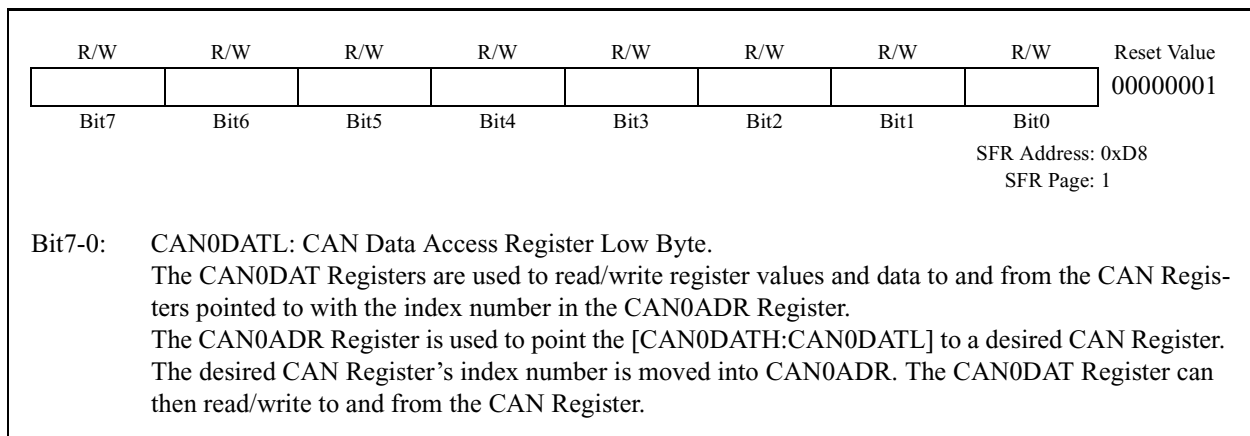 R/W R/W R/W R/W R/W R/W R/W R/W Reset Value
00000001
Bit7 Bit6 Bit5 Bit4 Bit3 Bit2 Bit1 Bit0
SFR Address: 0xD8
SFR Page: 1
Bit7-0: CAN0DATL: CAN Data Access Register Low Byte.
The CAN0DAT Registers are used to read/write register values and data to and from the CAN Regis-
ters pointed to with the index number in the CAN0ADR Register.
The CAN0ADR Register is used to point the [CAN0DATH:CAN0DATL] to a desired CAN Register.
The desired CAN Register’s index number is moved into CAN0ADR. The CAN0DAT Register can
then read/write to and from the CAN Register.